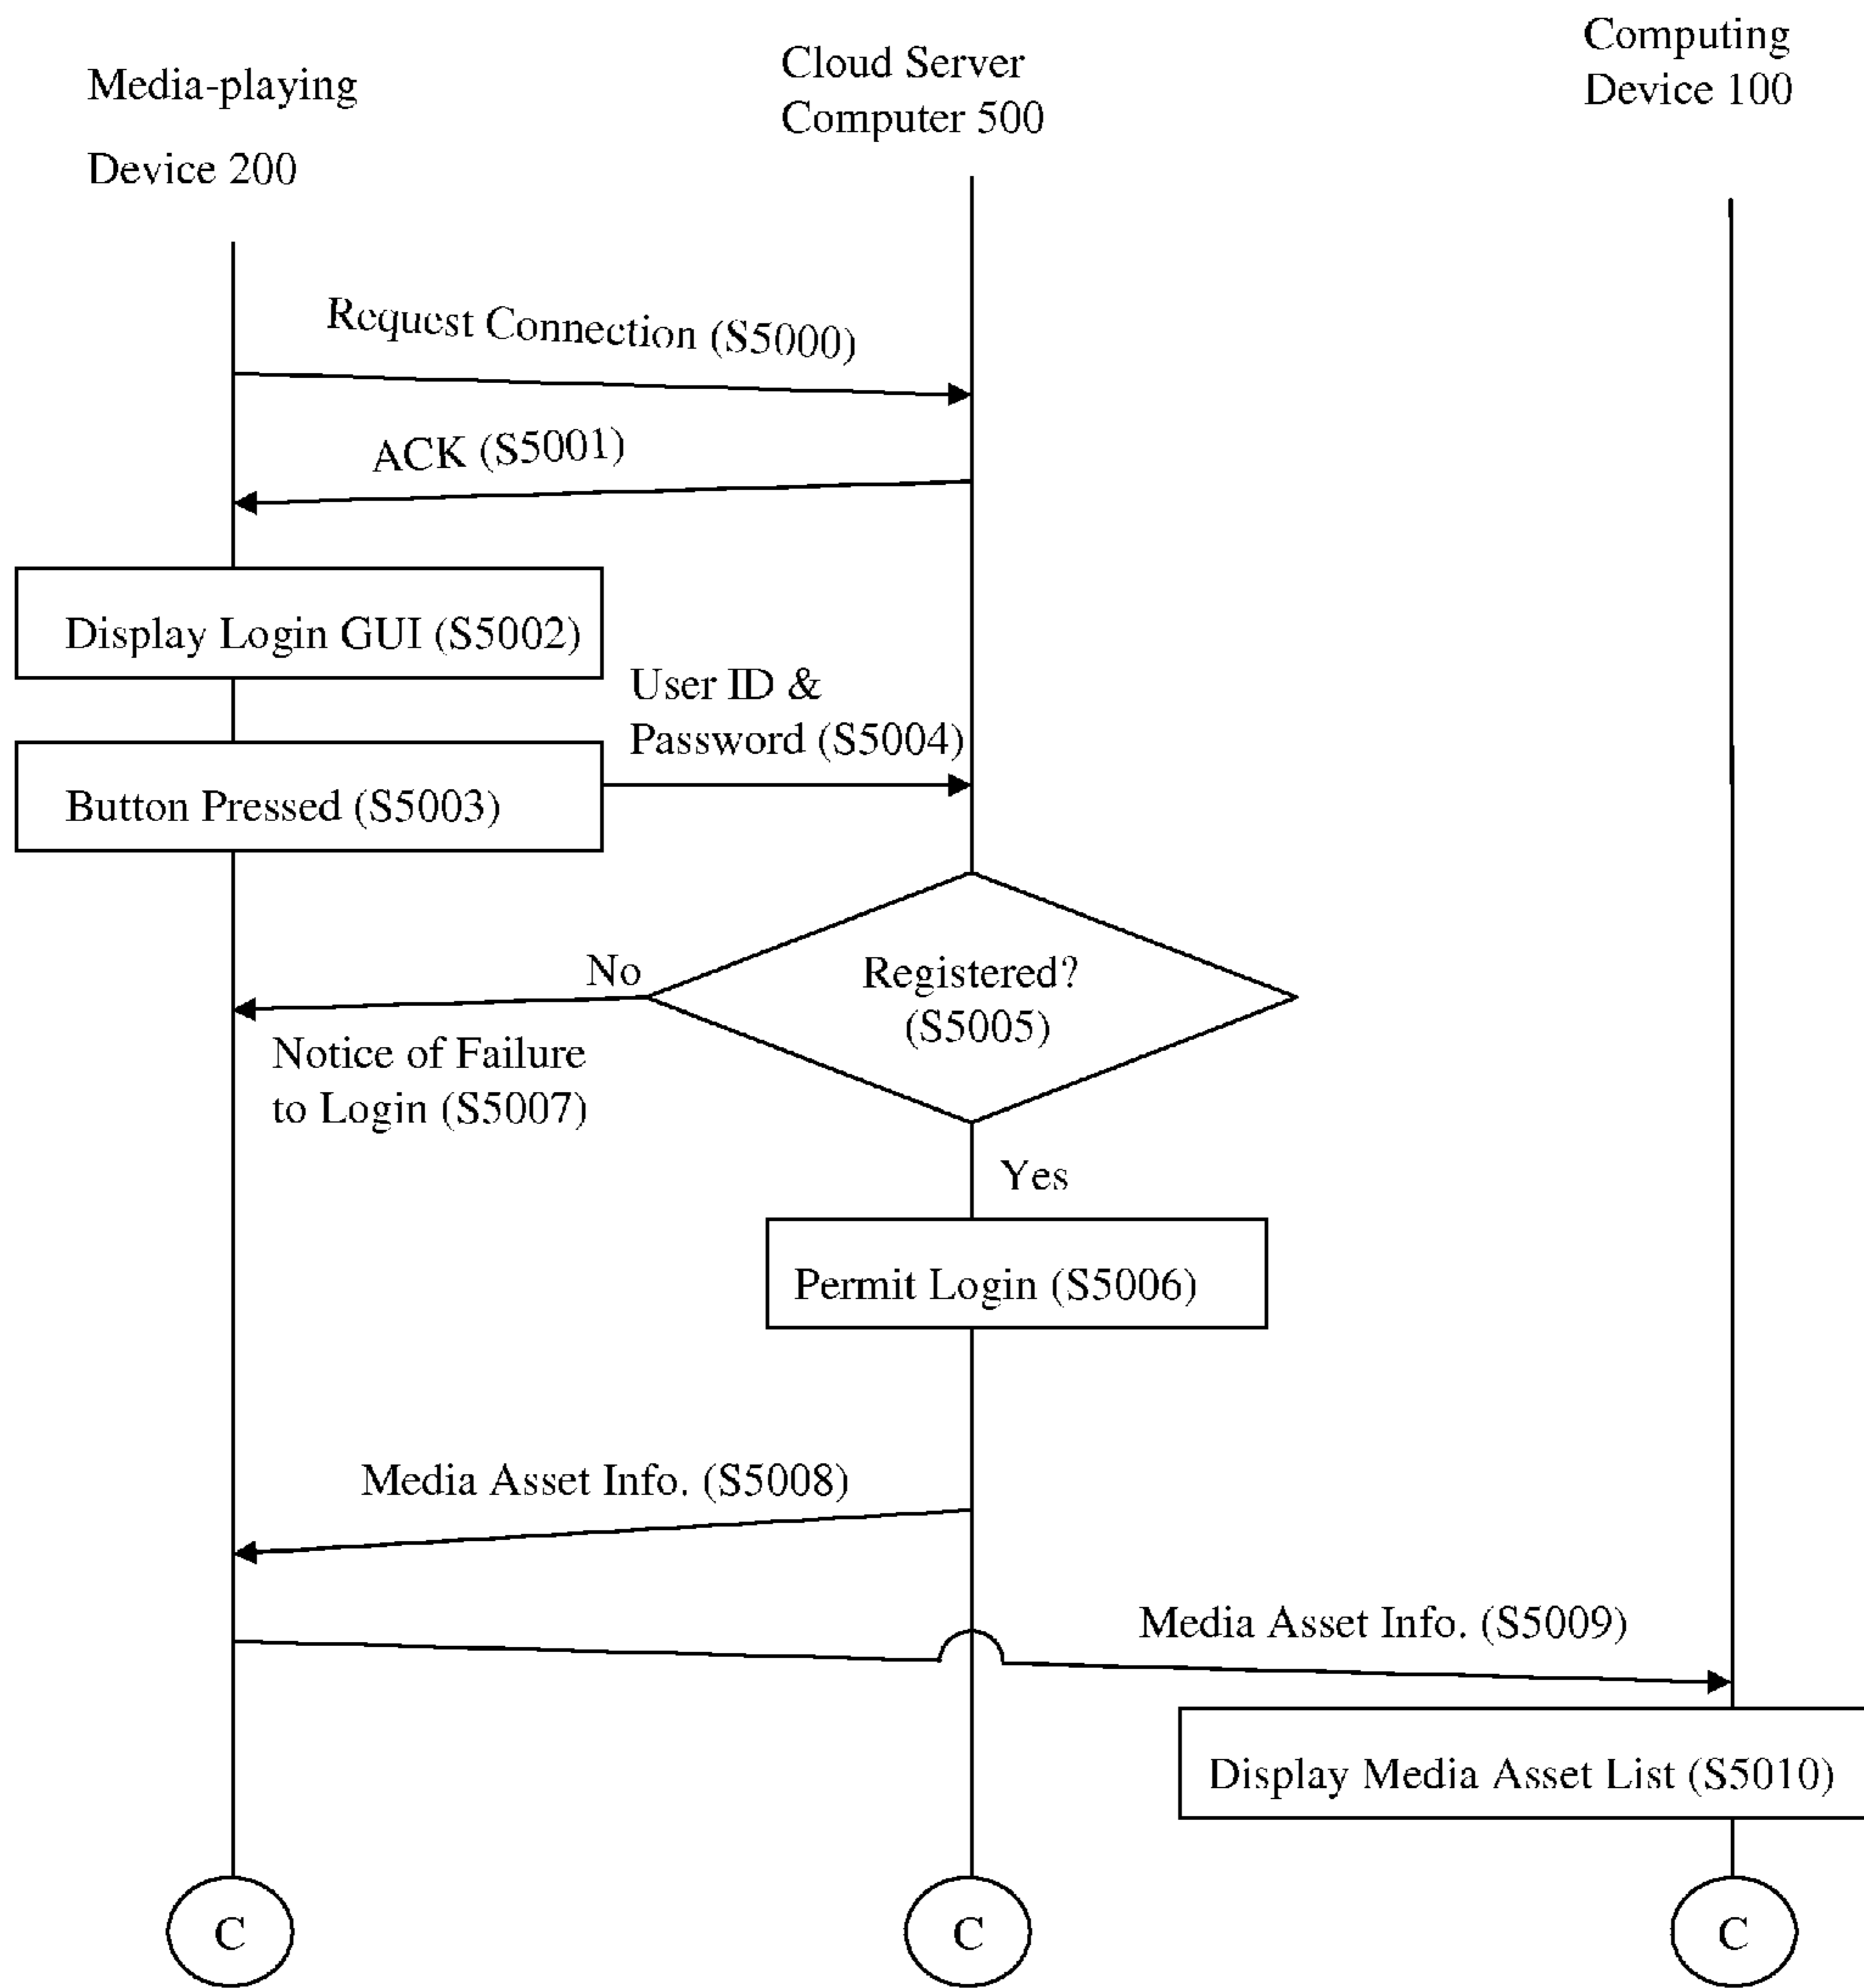 Media-playing
Device 200
Cloud Server
Computer 500
Computing
Device 100
Request Connection (S5000)
ACK (S5001)
Display Login GUI (S5002)
User ID &
Password (S5004)
Button Pressed (S5003)
No
Registered?
(S5005)
Notice of Failure
to Login (S5007)
Yes
Permit Login (S5006)
Media Asset Info. (S5008)
Media Asset Info. (S5009)
Display Media Asset List (S5010)
C
C
C